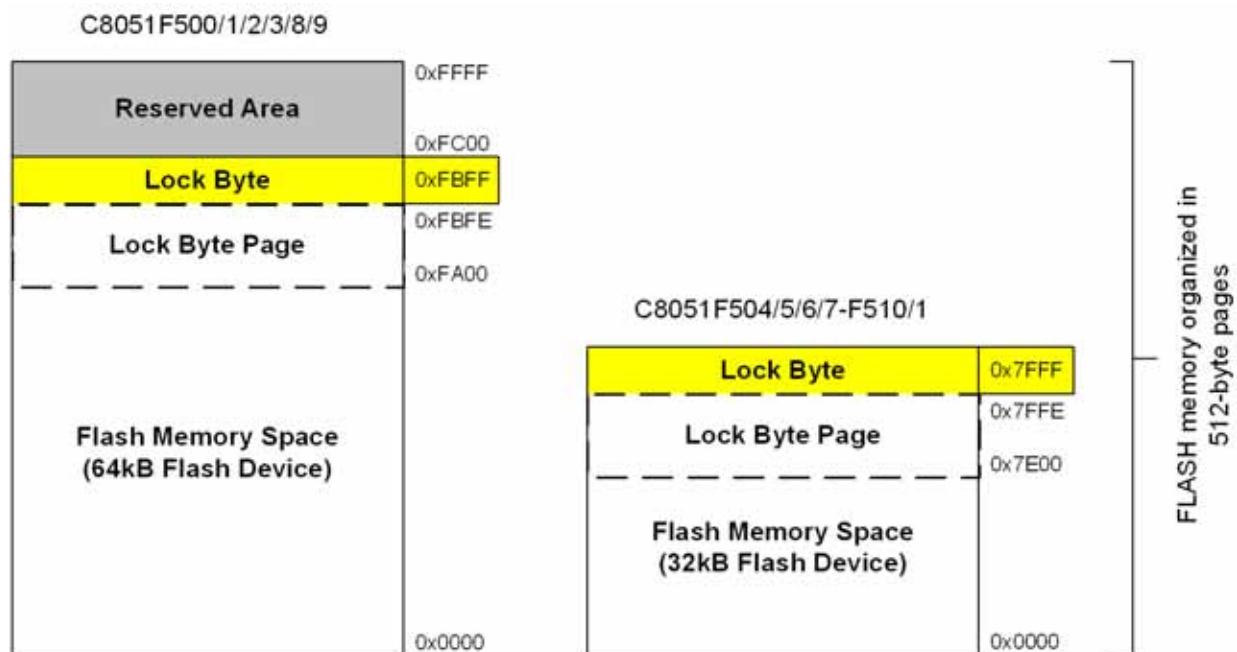 C8051F500/1/2/3/8/9
0xFFFF
Reserved Area
0xFC00
Lock Byte
0xFBFF
0xFBFE
Lock Byte Page
0xFA00
Flash Memory Space
(64kB Flash Device)
0x0000
C8051F504/5/6/7-F510/1
Lock Byte
0x7FFF
0x7FFE
Lock Byte Page
0x7E00
Flash Memory Space
(32kB Flash Device)
0x0000
FLASH memory organized in
512-byte pages